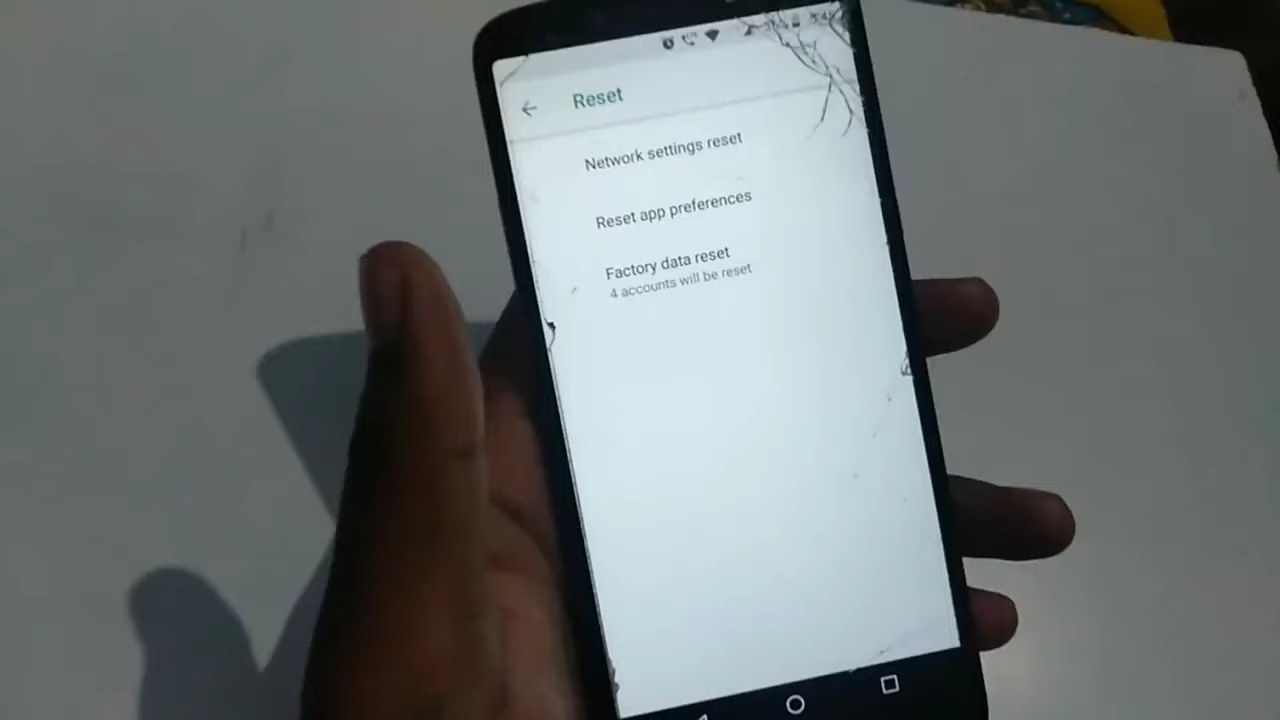 Reset
Network settings reset
Reset app preferences
Factory data reset
4 accounts will be reset